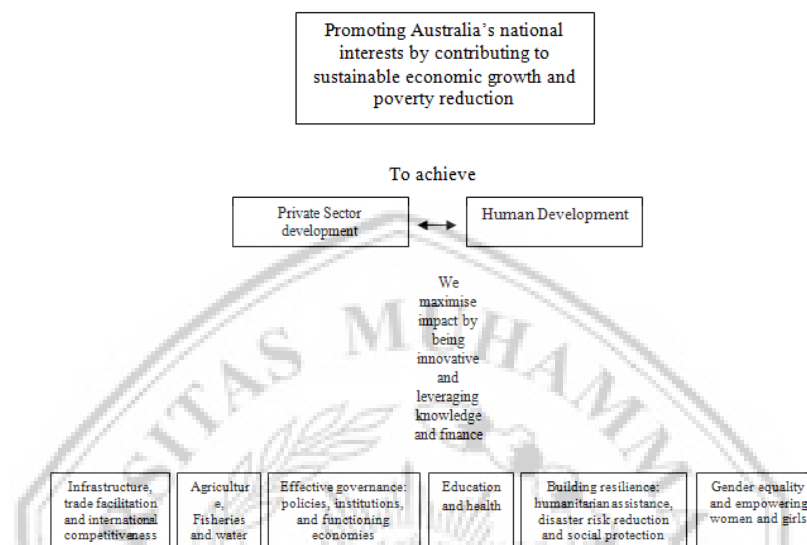 Promoting Australia's national
interests by contributing to
sustainable economic growth and
poverty reduction
To achieve
Private Sector
development
Human Development
We
maximise
impact by
being
innovative
and
leveraging
knowledge
and finance
Infrastructure,
trade facilitation
and international
competitiveness
Agricultur
e,
Fisheries
and water
Effective governance:
policies, institutions,
and functioning
economies
Education
and health
Building resilience:
humanitarian assistance,
disaster risk reduction
and social protection
Gender equality
and empowering
women and girls
SITAS MUHAMM